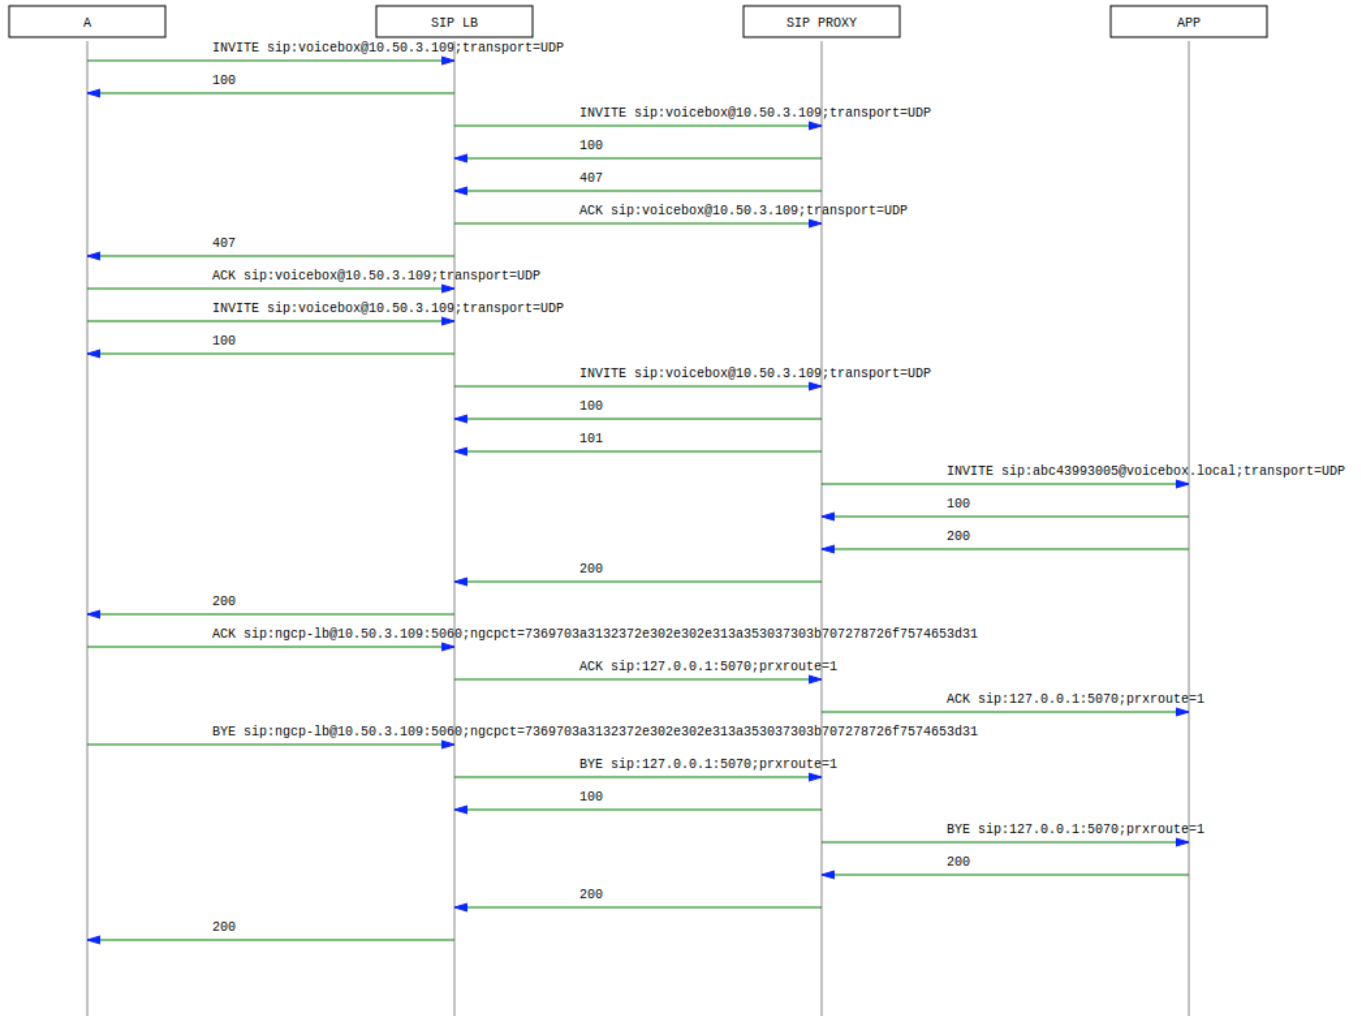 A
SIP LB
SIP PROXY
APP
INVITE sip:voicebox@10.50.3.109;transport=UDP
100
INVITE sip:voicebox@10.50.3.109;transport=UDP
100
407
ACK sip:voicebox@10.50.3.109;transport=UDP
407
ACK sip:voicebox@10.50.3.109;transport=UDP
INVITE sip:voicebox@10.50.3.109;transport=UDP
100
INVITE sip:voicebox@10.50.3.109;transport=UDP
100
101
INVITE sip:abc43993005@voicebox.local;transport=UDP
100
200
200
200
ACK sip:ngcp-lb@10.50.3.109:5060;ngcpct=7369703a3132372e302e302e313a353037303b707278726f7574653d31
ACK sip:127.0.0.1:5070;prxroute=1
ACK sip:127.0.0.1:5070;prxroute=1
BYE sip:ngcp-lb@10.50.3.109:5060;ngcpct=7369703a3132372e302e302e313a353037303b707278726f7574653d31
BYE sip:127.0.0.1:5070;prxroute=1
100
BYE sip:127.0.0.1:5070;prxroute=1
200
200
200